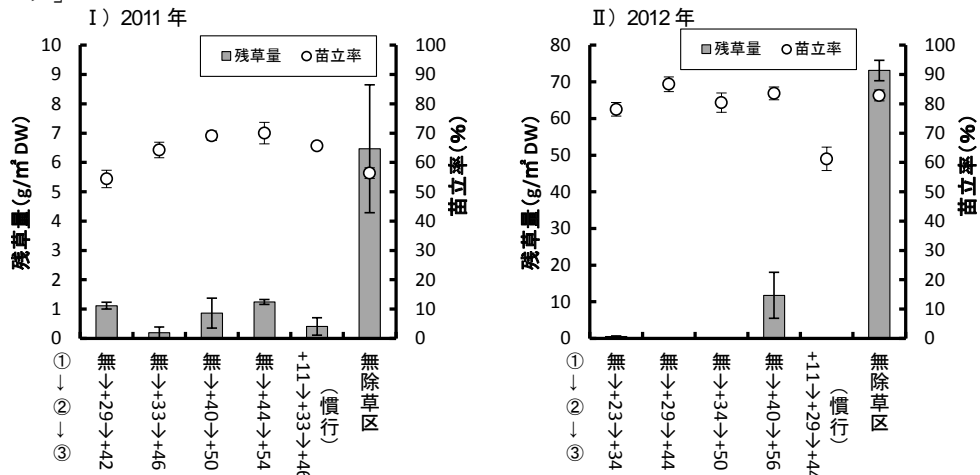 Ⅰ）2011 年
残草量
苗立率
残草量(g/㎡ DW)
10
9
8
7
6
5
4
3
2
1
0
苗立率(%)
100
90
80
70
60
50
40
30
20
10
0
①→②→③
無→+29→+42
無→+33→+46
無→+40→+50
無→+44→+54
+11→+33→+46
(慣行)
無除草区
Ⅱ）2012 年
残草量
苗立率
残草量(g/㎡ DW)
80
70
60
50
40
30
20
10
0
苗立率(%)
100
90
80
70
60
50
40
30
20
10
0
①→②→③
無→+23→+34
無→+29→+44
無→+34→+50
無→+40→+56
+11→+29→+44
(慣行)
無除草区